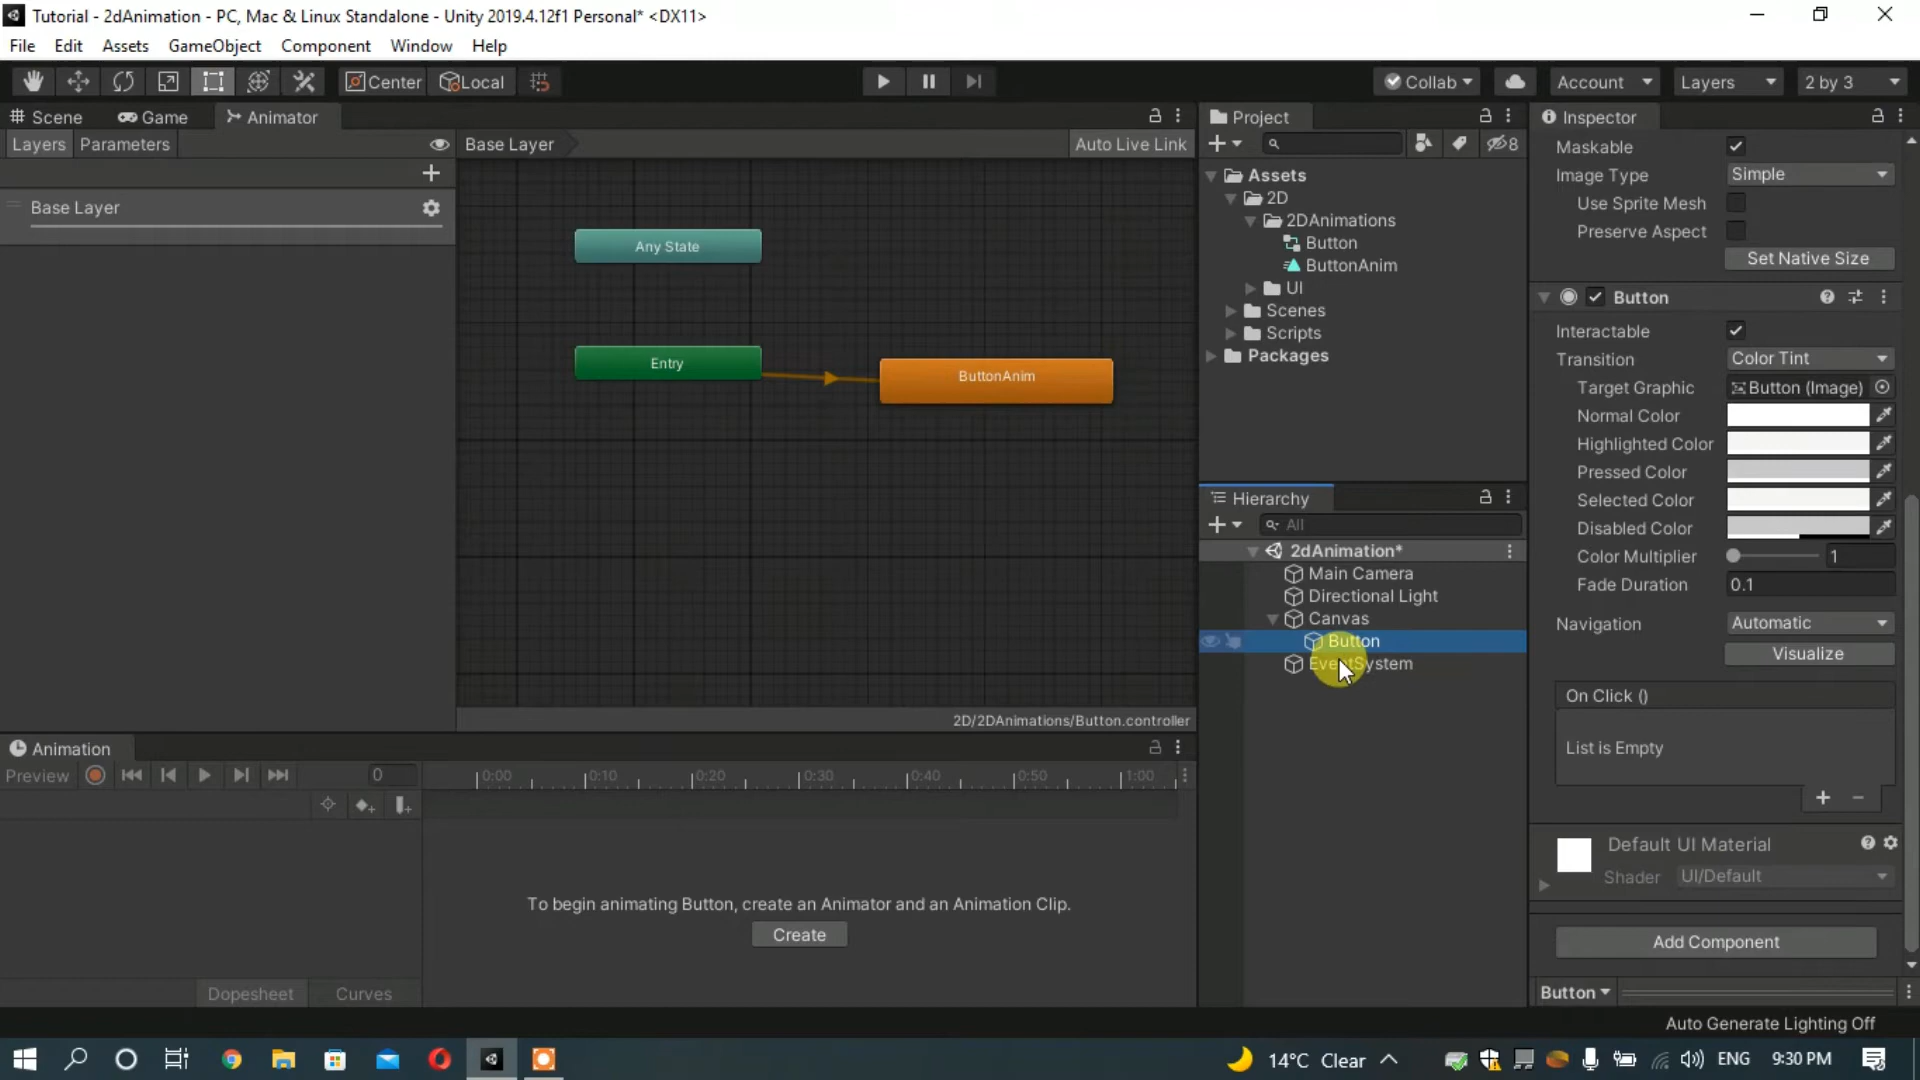 Tutorial - 2dAnimation - PC, Mac & Linux Standalone - Unity 2019.4.12f1 Personal* <DX11>
File Edit Assets GameObject Component Window Help
Center Local Collab Account Layers 2 by 3
Scene Game Animator
Layers Parameters Base Layer Auto Live Link
Base Layer
Any State
Entry
ButtonAnim
2D/2DAnimations/Button.controller
Animation
Preview 0 0:00 0:10 0:20 0:30 0:40 0:50 1:00
To begin animating Button, create an Animator and an Animation Clip.
Create
Dopesheet Curves
Project
8
Assets
2D
2DAnimations
Button
ButtonAnim
UI
Scenes
Scripts
Packages
Hierarchy
All
2dAnimation*
Main Camera
Directional Light
Canvas
Button
EventSystem
Inspector
Maskable
Image Type Simple
Use Sprite Mesh
Preserve Aspect
Set Native Size
Button
Interactable
Transition Color Tint
Target Graphic Button (Image)
Normal Color
Highlighted Color
Pressed Color
Selected Color
Disabled Color
Color Multiplier 1
Fade Duration 0.1
Navigation Automatic
Visualize
On Click ()
List is Empty
Default UI Material
Shader UI/Default
Add Component
Button
Auto Generate Lighting Off
14°C Clear ENG 9:30 PM